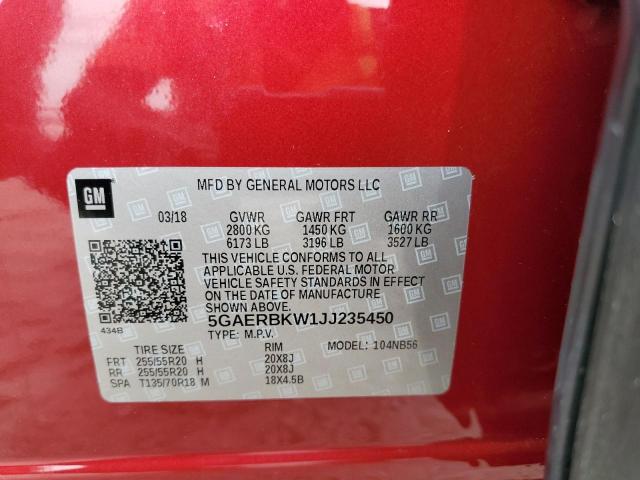 GM
MFD BY GENERAL MOTORS LLC
03/18 GVWR GAWR FRT GAWR RR
2800 KG 1450 KG 1600 KG
6173 LB 3196 LB 3527 LB
THIS VEHICLE CONFORMS TO ALL
APPLICABLE U.S. FEDERAL MOTOR
VEHICLE SAFETY STANDARDS IN EFFECT
ON THE DATE OF MANUFACTURE
SHOWN ABOVE.
434B
5GAERBKW1JJ235450
TYPE: M.P.V.
TIRE SIZE RIM MODEL: 104NB56
FRT 255/55R20 H 20X8J
RR 255/55R20 H 20X8J
SPA T135/70R18 M 18X4.5B